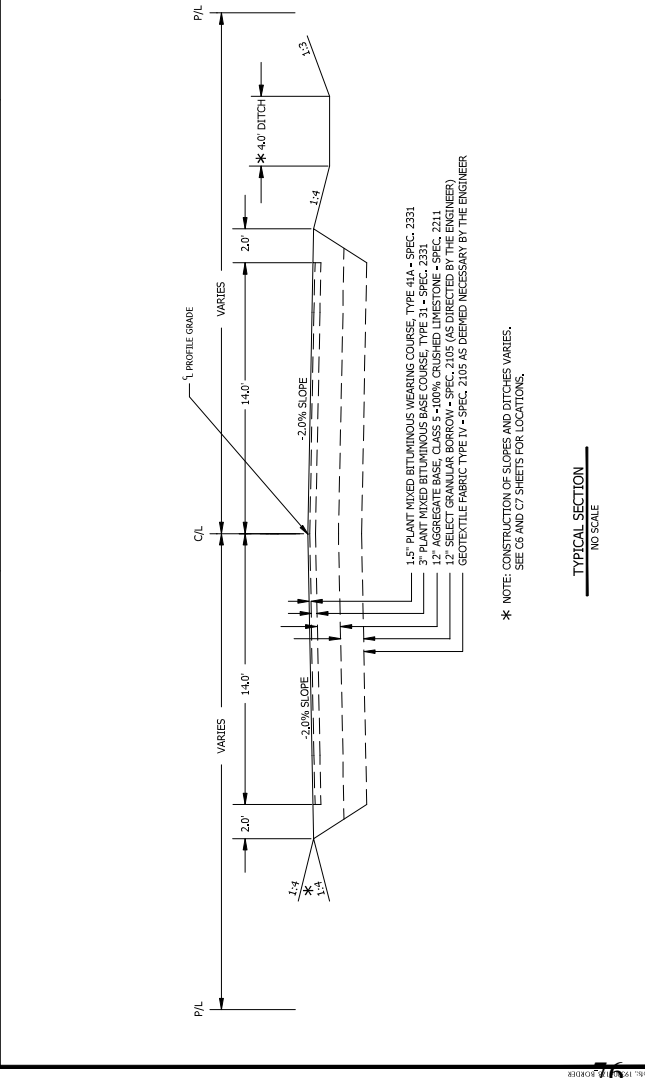 P/L
C/L
P/L
VARIES
VARIES
℄ PROFILE GRADE
2.0'
14.0'
14.0'
2.0'
✱ 4.0' DITCH
-2.0% SLOPE
-2.0% SLOPE
1:4
✱
1:4
1:4
1:3
1.5" PLANT MIXED BITUMINOUS WEARING COURSE, TYPE 41A - SPEC. 2331
3" PLANT MIXED BITUMINOUS BASE COURSE, TYPE 31 - SPEC. 2331
12" AGGREGATE BASE, CLASS 5 -100% CRUSHED LIMESTONE - SPEC. 2211
12" SELECT GRANULAR BORROW - SPEC. 2105 (AS DIRECTED BY THE ENGINEER)
GEOTEXTILE FABRIC TYPE IV - SPEC. 2105 AS DEEMED NECESSARY BY THE ENGINEER
✱ NOTE: CONSTRUCTION OF SLOPES AND DITCHES VARIES.
SEE C6 AND C7 SHEETS FOR LOCATIONS.
TYPICAL SECTION
NO SCALE
76
BORDER